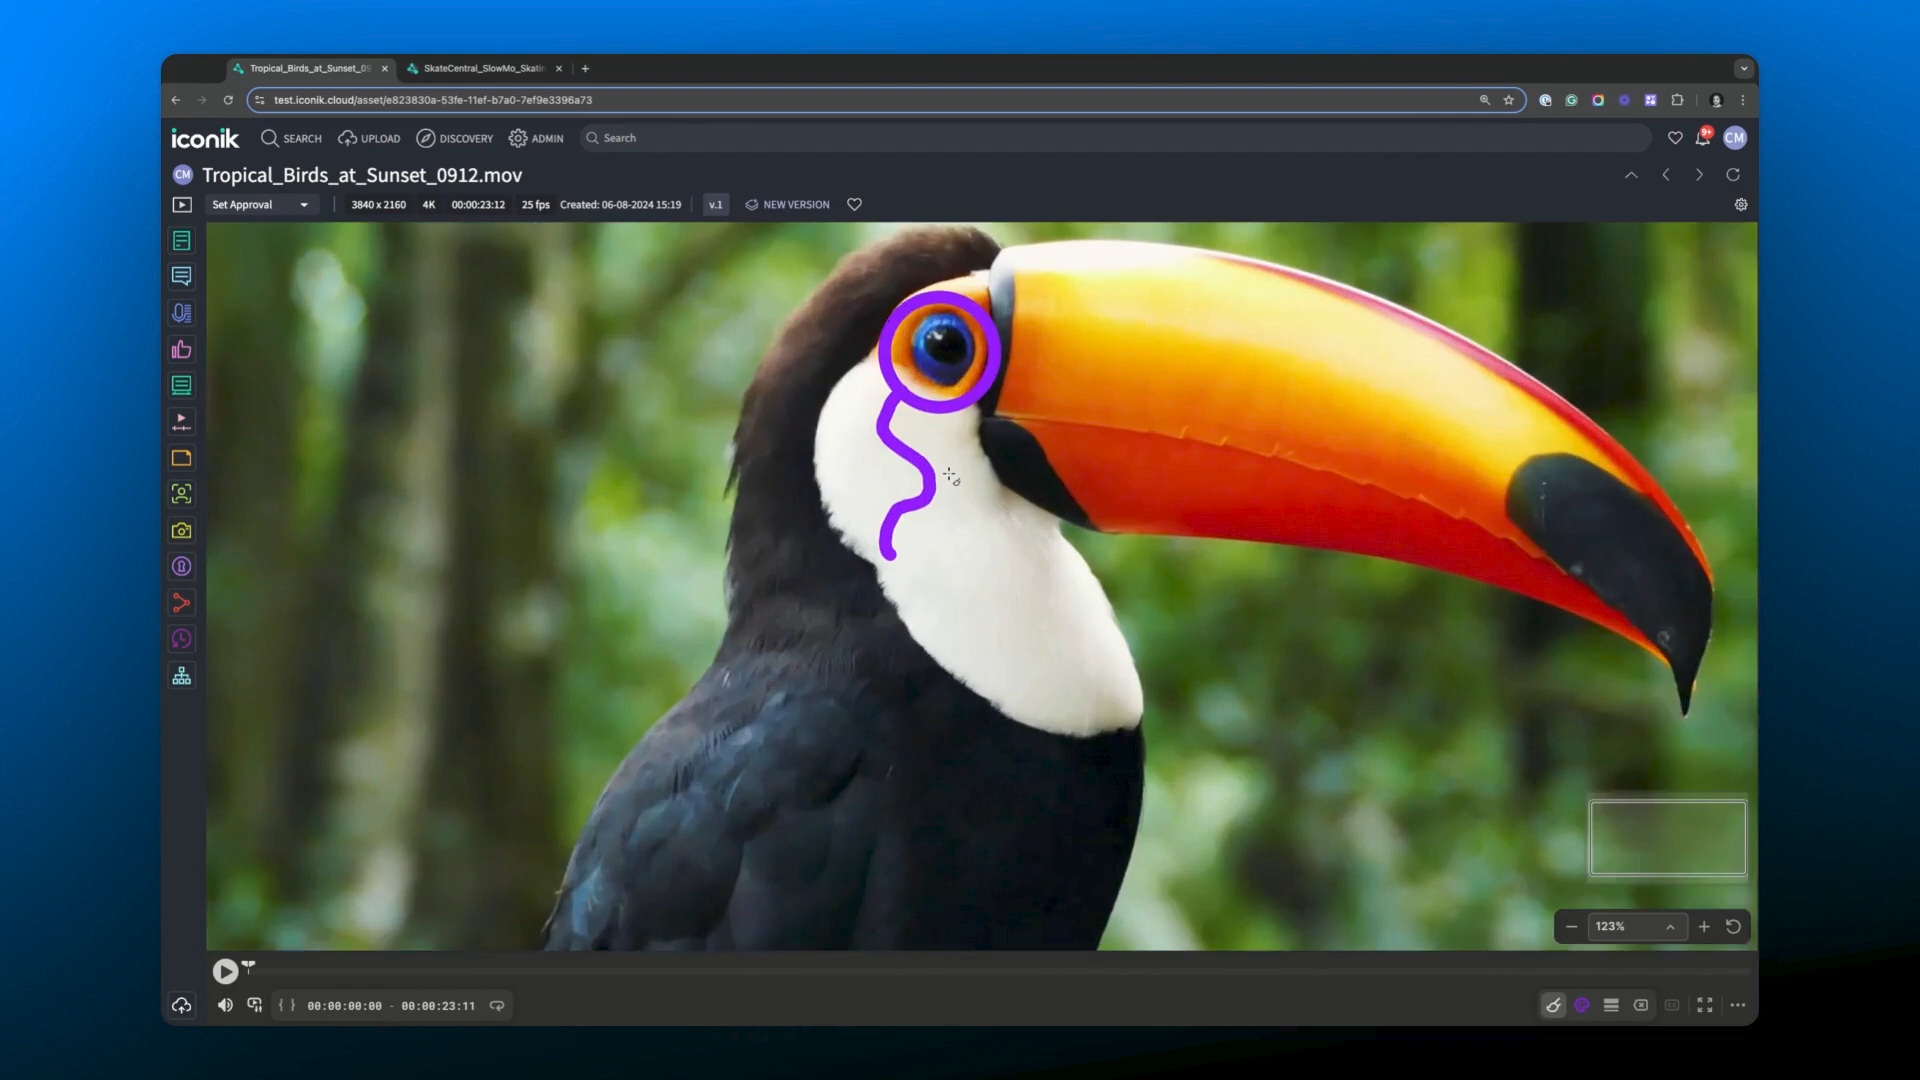 Tropical_Birds_at_Sunset_09
SkateCentral_SlowMo_Skatin
test.iconik.cloud/asset/e823830a-53fe-11ef-b7a0-7ef9e3396a73
iconik SEARCH UPLOAD DISCOVERY ADMIN Search 9+ CM
CM Tropical_Birds_at_Sunset_0912.mov
Set Approval 3840 x 2160 4K 00:00:23:12 25 fps Created: 06-08-2024 15:19 v.1 NEW VERSION
123%
00:00:00:00 - 00:00:23:11